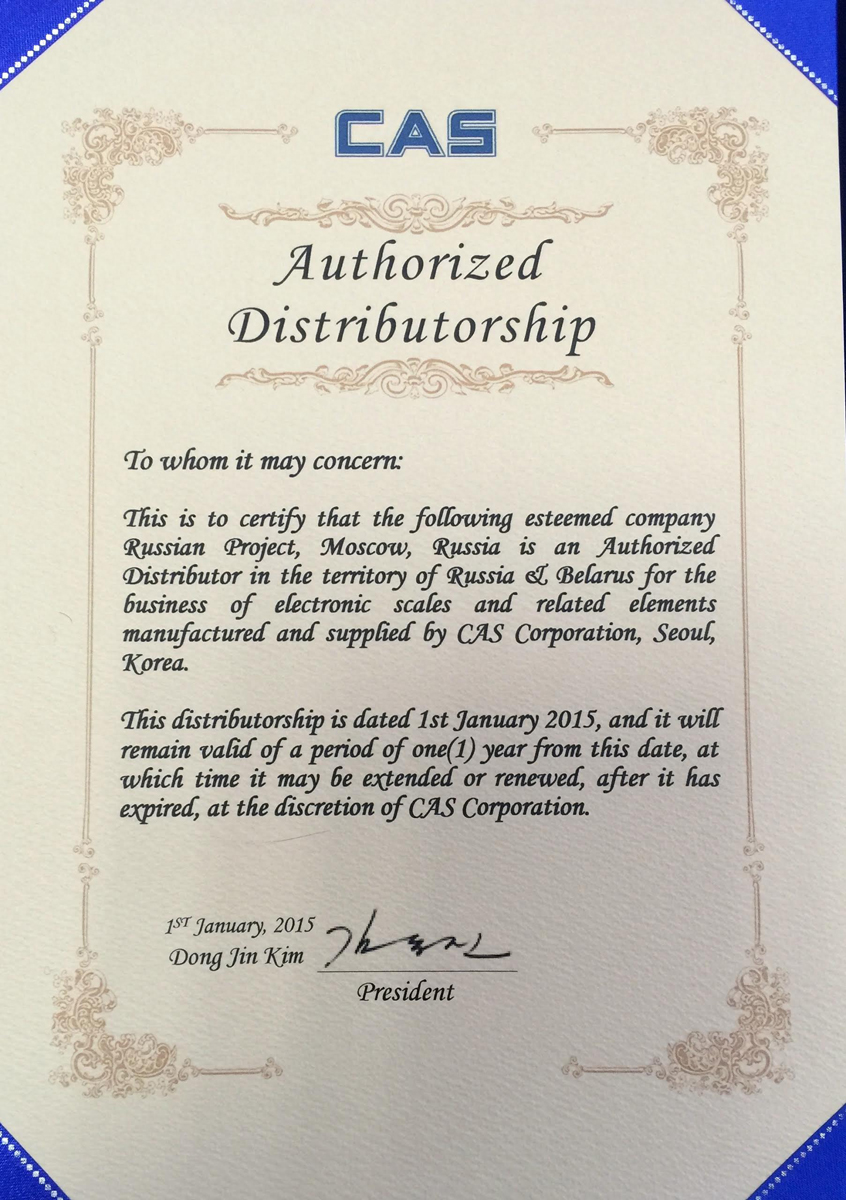 CAS
Authorized
Distributorship
To whom it may concern:
This is to certify that the following esteemed company
Russian Project, Moscow, Russia is an Authorized
Distributor in the territory of Russia & Belarus for the
business of electronic scales and related elements
manufactured and supplied by CAS Corporation, Seoul,
Korea.
This distributorship is dated 1st January 2015, and it will
remain valid of a period of one(1) year from this date, at
which time it may be extended or renewed, after it has
expired, at the discretion of CAS Corporation.
1ST January, 2015
Dong Jin Kim 김동진
President